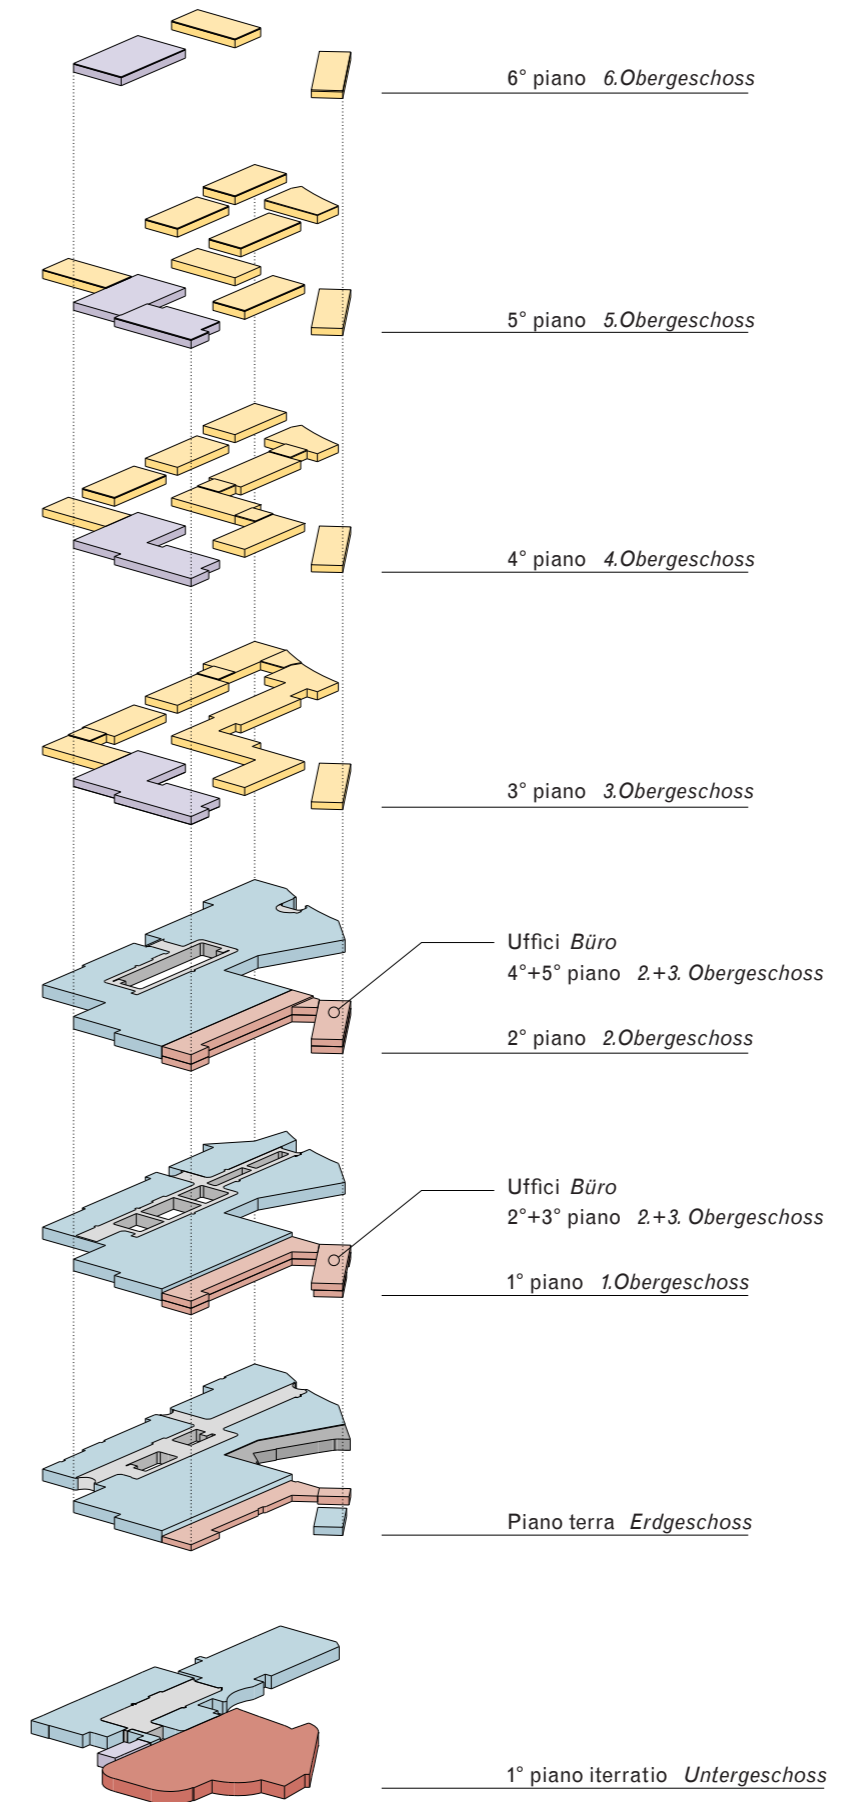 6° piano 6.Obergeschoss
5° piano 5.Obergeschoss
4° piano 4.Obergeschoss
3° piano 3.Obergeschoss
Uffici Büro
4°+5° piano 2.+3. Obergeschoss
2° piano 2.Obergeschoss
Uffici Büro
2°+3° piano 2.+3. Obergeschoss
1° piano 1.Obergeschoss
Piano terra Erdgeschoss
1° piano iterratio Untergeschoss